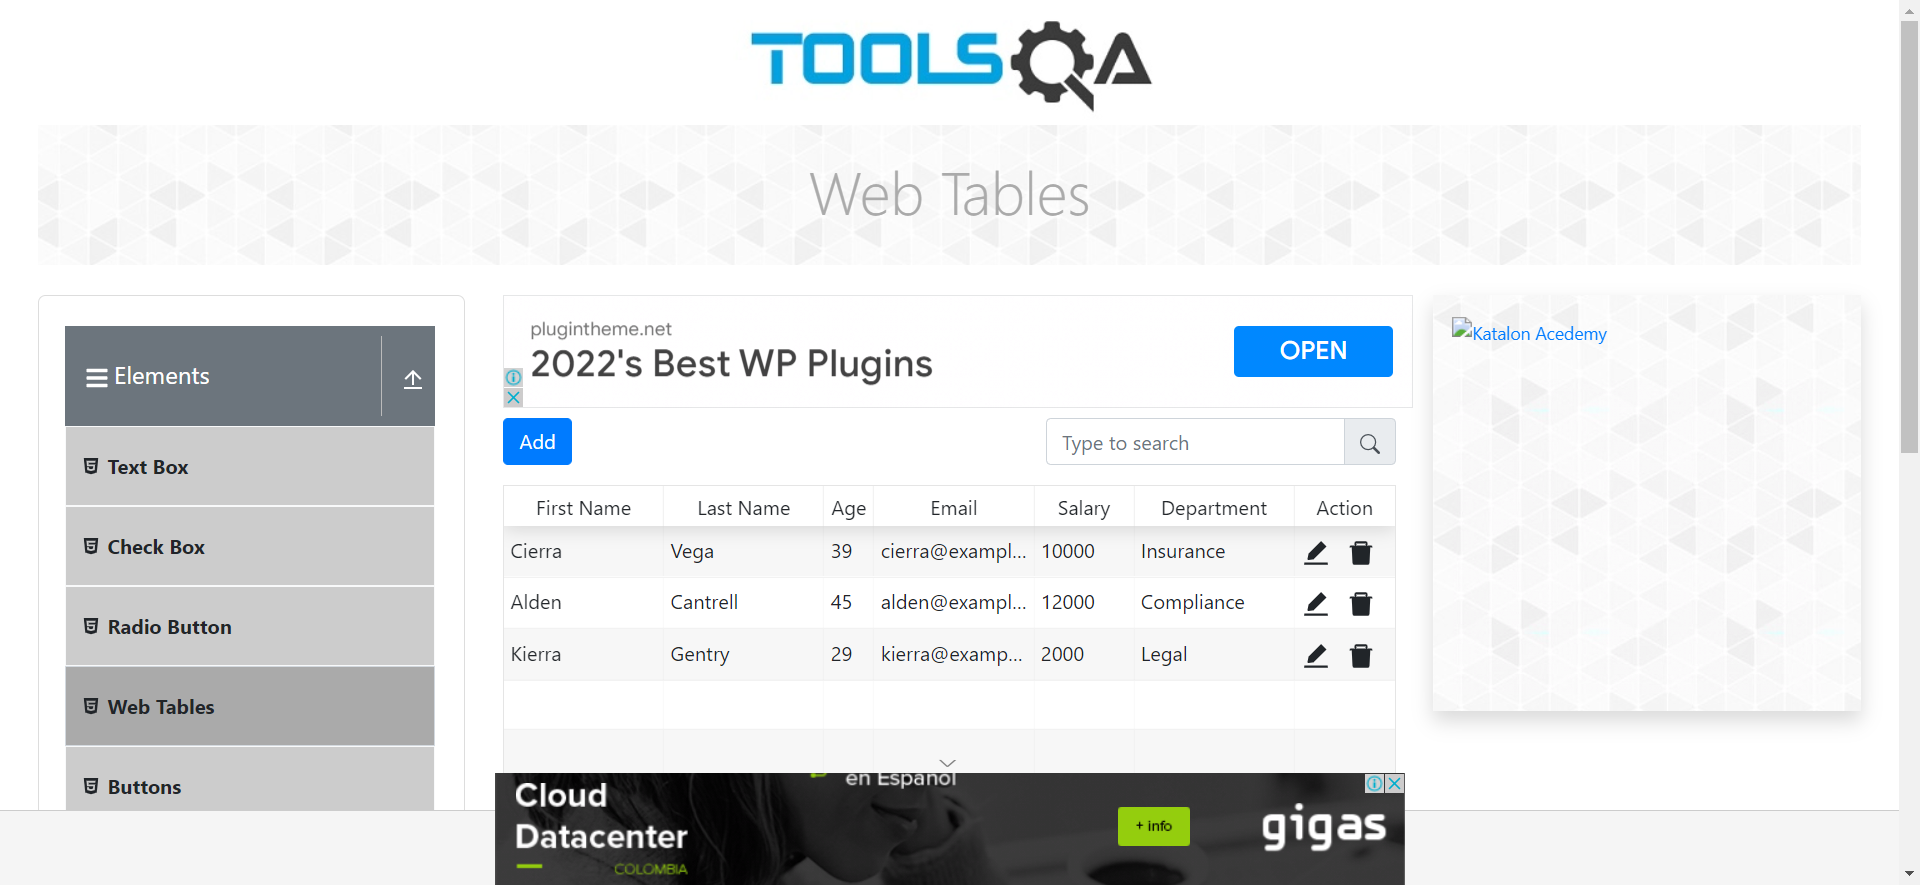 TOOLSQA
Web Tables
Elements
Text Box
Check Box
Radio Button
Web Tables
Buttons
plugintheme.net
2022's Best WP Plugins
OPEN
Add
Type to search
First Name Last Name Age Email Salary Department Action
Cierra Vega 39 cierra@exampl... 10000 Insurance
Alden Cantrell 45 alden@exampl... 12000 Compliance
Kierra Gentry 29 kierra@examp... 2000 Legal
Katalon Acedemy
en Español
Cloud
Datacenter
COLOMBIA
+ info
gigas